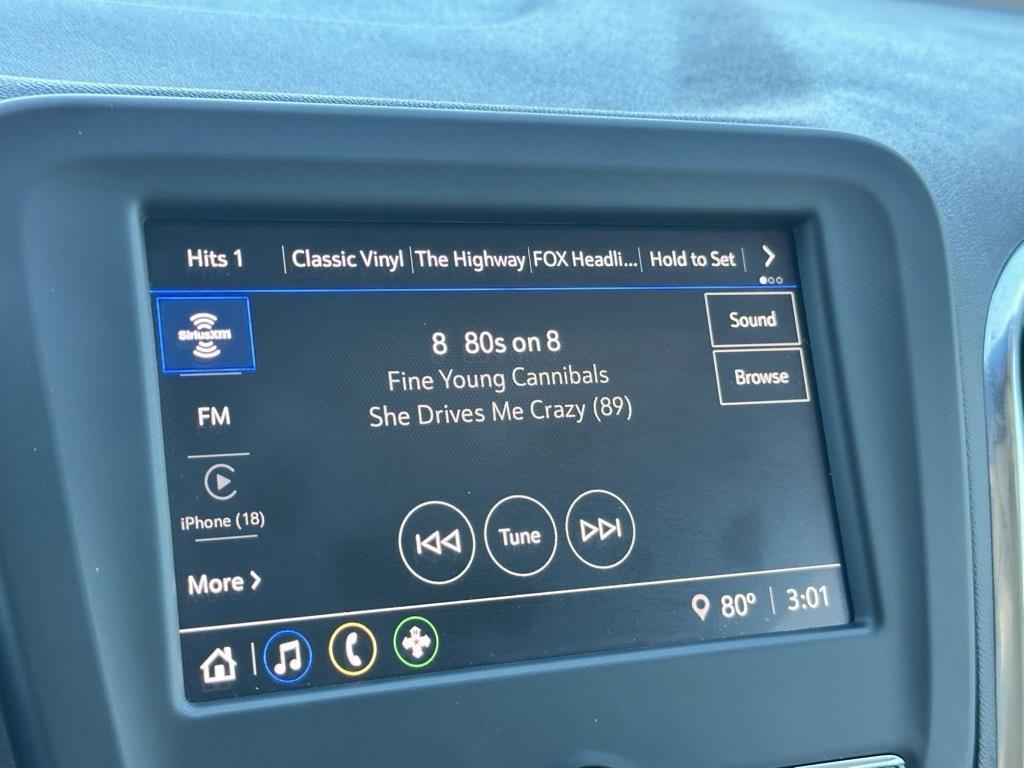 Hits 1 Classic Vinyl The Highway FOX Headli... Hold to Set
SiriusXM
Sound
8 80s on 8
Fine Young Cannibals
Browse
She Drives Me Crazy (89)
FM
iPhone (18)
Tune
More
80° 3:01